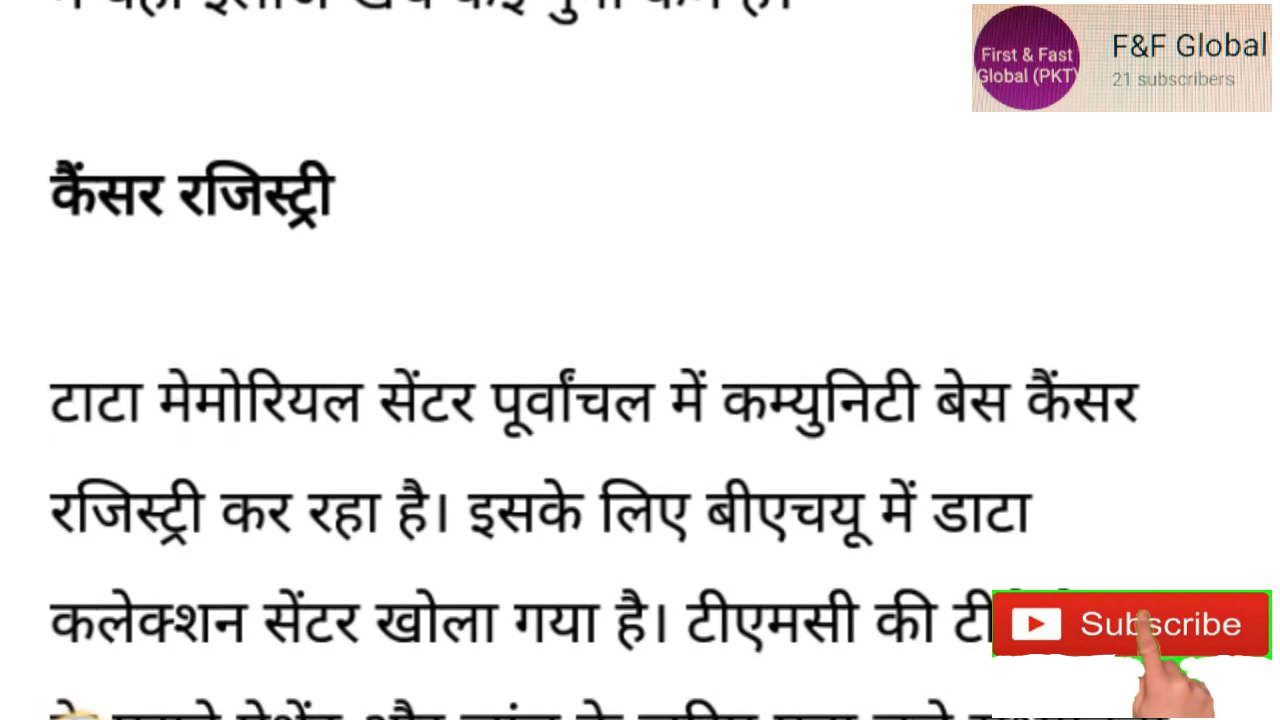 F&F Global
First & Fast
Global (PKT)
21 subscribers
कैंसर रजिस्ट्री
टाटा मेमोरियल सेंटर पूर्वांचल में कम्युनिटी बेस कैंसर
रजिस्ट्री कर रहा है। इसके लिए बीएचयू में डाटा
कलेक्शन सेंटर खोला गया है। टीएमसी की
Subscribe